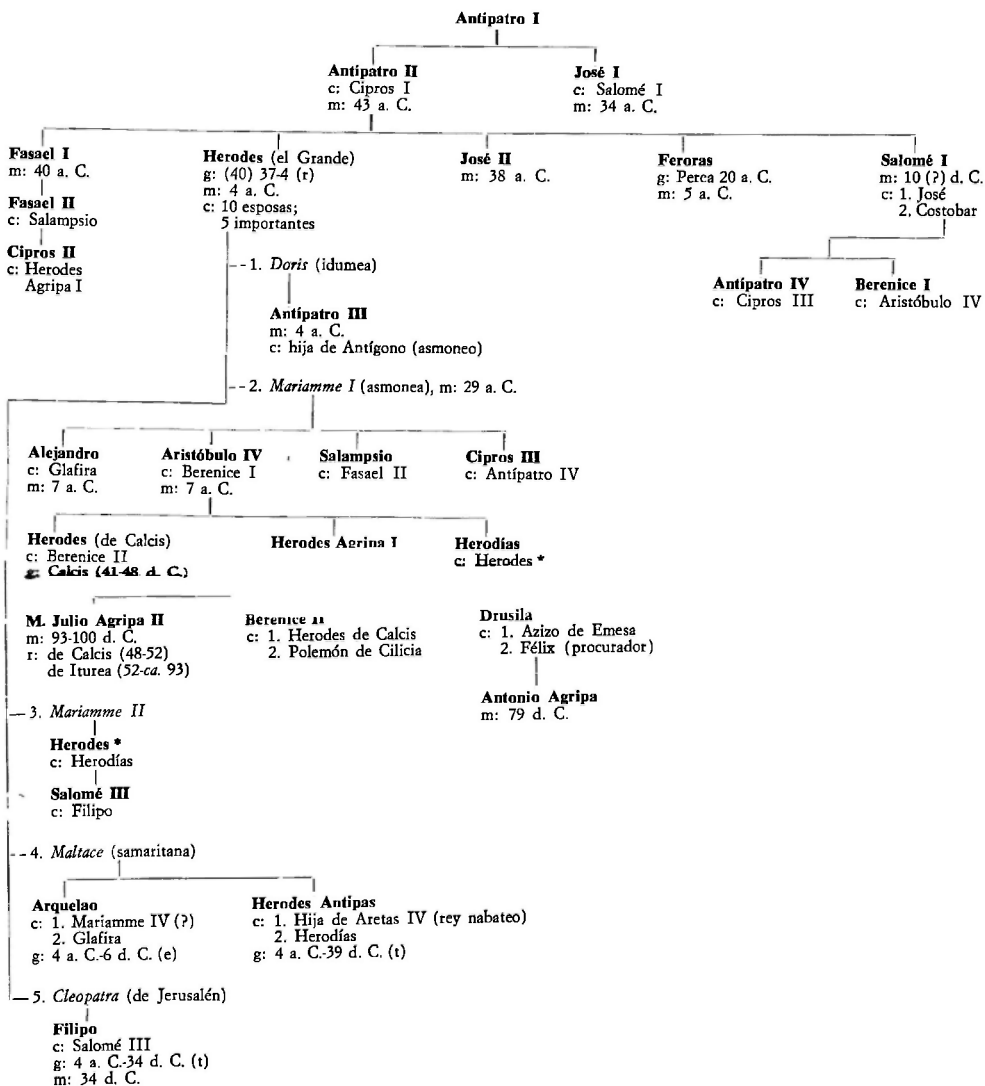 Antipatro I
Antipatro II
c: Cipros I
m: 43 a. C.
José I
c: Salomé I
m: 34 a. C.
Fasael I
m: 40 a. C.
Fasael II
c: Salampsio
Cipros II
c: Herodes
Agripa I
Herodes (el Grande)
g: (40) 37-4 (r)
m: 4 a. C.
c: 10 esposas;
5 importantes
José II
m: 38 a. C.
Feroras
g: Perca 20 a. C.
m: 5 a. C.
Salomé I
m: 10 (?) d. C.
c: 1. José
2. Costobar
Antípatro IV
c: Cipros III
Berenice I
c: Aristóbulo IV
-- 1. Doris (idumea)
Antípatro III
m: 4 a. C.
c: hija de Antígono (asmoneo)
-- 2. Mariamme I (asmonea), m: 29 a. C.
Alejandro
c: Glafira
m: 7 a. C.
Aristóbulo IV
c: Berenice I
m: 7 a. C.
Salampsio
c: Fasael II
Cipros III
c: Antípatro IV
Herodes (de Calcis)
c: Berenice II
g: Calcis (41-48 d. C.)
Herodes Agripa I
Herodías
c: Herodes *
M. Julio Agripa II
m: 93-100 d. C.
r: de Calcis (48-52)
de Iturea (52-ca. 93)
Berenice II
c: 1. Herodes de Calcis
2. Polemón de Cilicia
Drusila
c: 1. Azizo de Emesa
2. Félix (procurador)
Antonio Agripa
m: 79 d. C.
— 3. Mariamme II
Herodes *
c: Herodías
Salomé III
c: Filipo
-- 4. Maltace (samaritana)
Arquelao
c: 1. Mariamme IV (?)
2. Glafira
g: 4 a. C.-6 d. C. (e)
Herodes Antipas
c: 1. Hija de Aretas IV (rey nabateo)
2. Herodías
g: 4 a. C.-39 d. C. (t)
— 5. Cleopatra (de Jerusalén)
Filipo
c: Salomé III
g: 4 a. C.-34 d. C. (t)
m: 34 d. C.